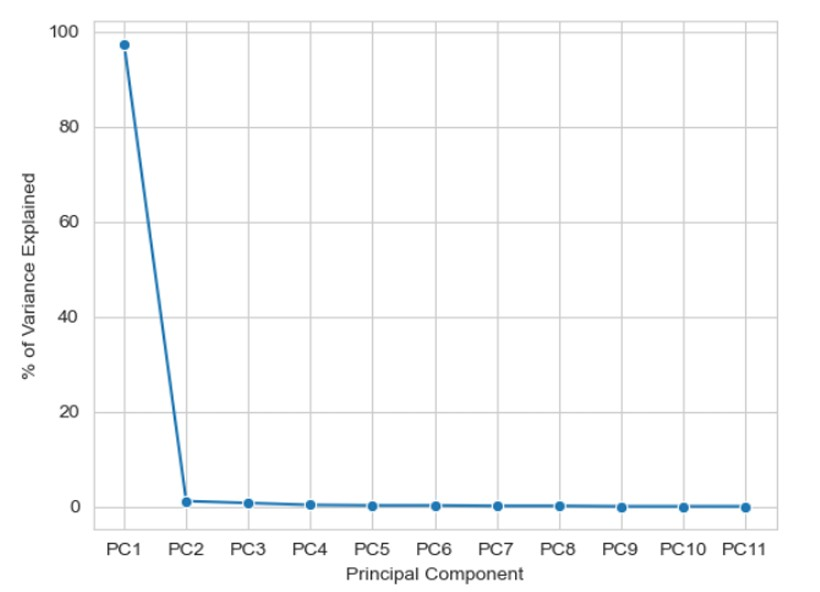 100
80
60
40
20
0
% of Variance Explained
PC1 PC2 PC3 PC4 PC5 PC6 PC7 PC8 PC9 PC10 PC11
Principal Component